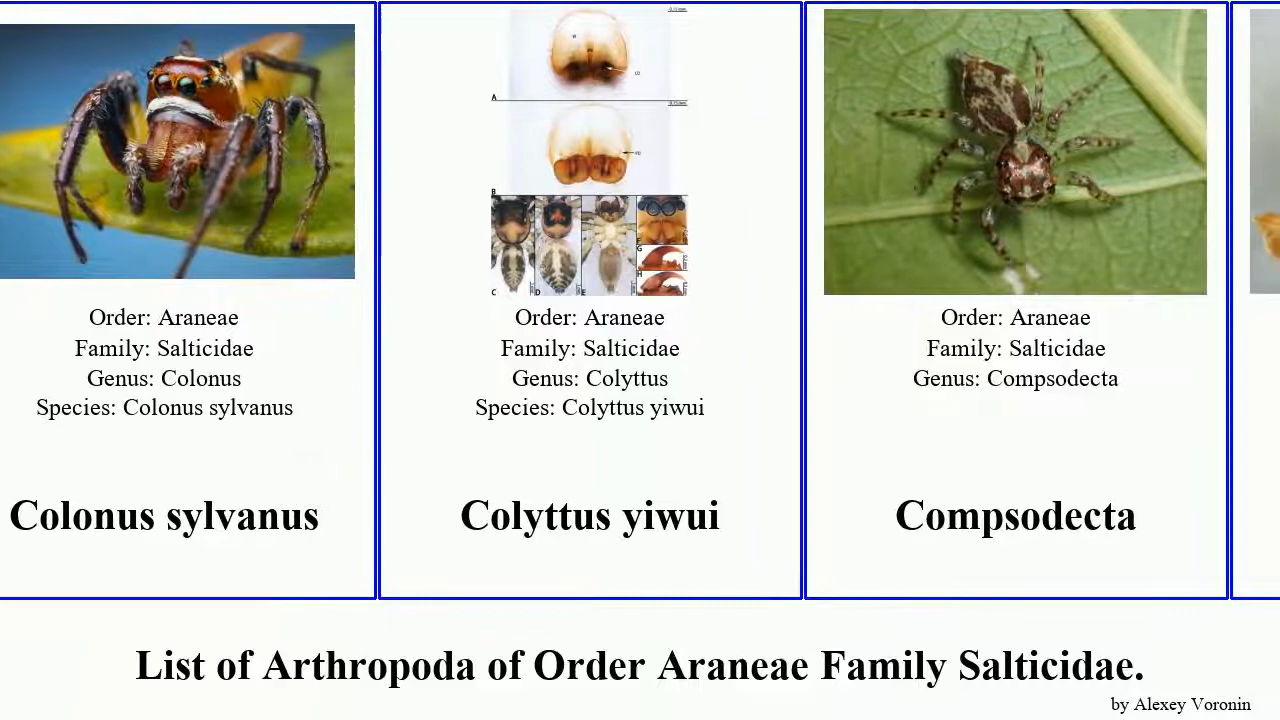 Order: Araneae
Family: Salticidae
Genus: Colonus
Species: Colonus sylvanus
Colonus sylvanus
A
B
C D E
G
H
Order: Araneae
Family: Salticidae
Genus: Colyttus
Species: Colyttus yiwui
Colyttus yiwui
Order: Araneae
Family: Salticidae
Genus: Compsodecta
Compsodecta
List of Arthropoda of Order Araneae Family Salticidae.
by Alexey Voronin